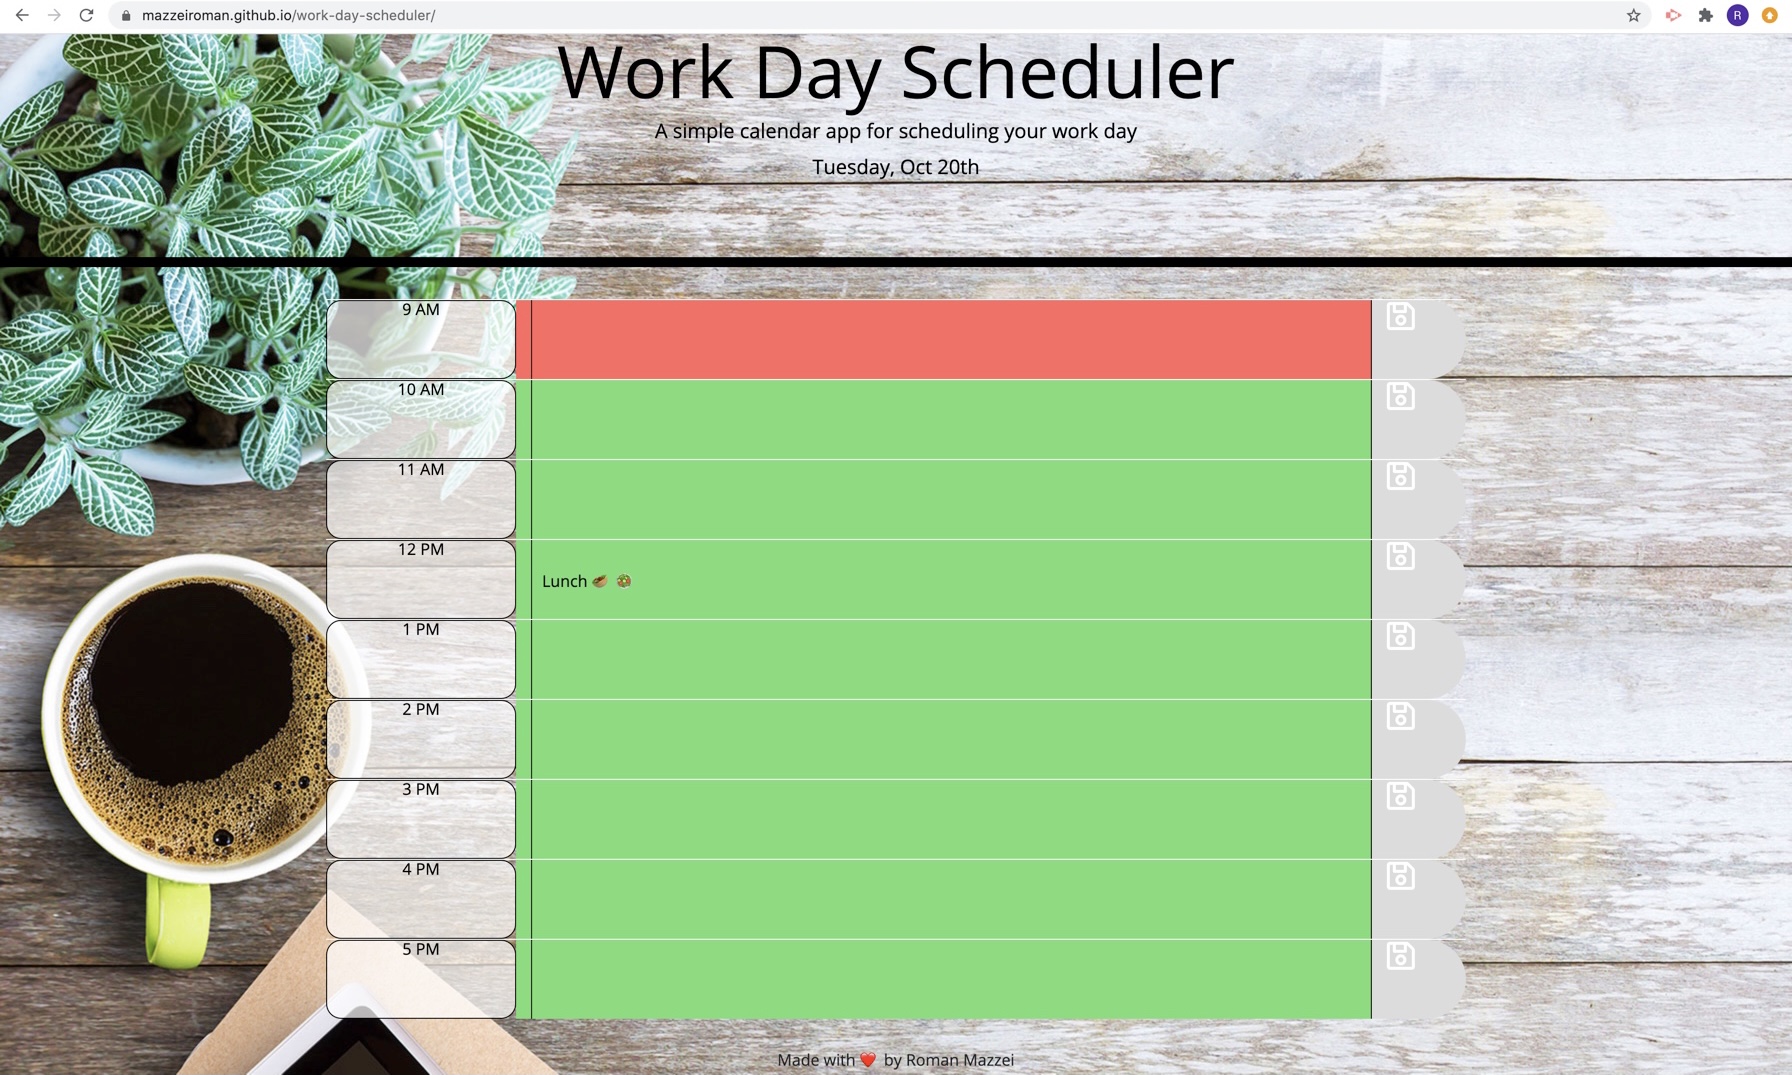 mazzeiroman.github.io/work-day-scheduler/
R
Work Day Scheduler
A simple calendar app for scheduling your work day
Tuesday, Oct 20th
9 AM
10 AM
11 AM
12 PM
Lunch 🥙 🥗
1 PM
2 PM
3 PM
4 PM
5 PM
Made with ❤️ by Roman Mazzei